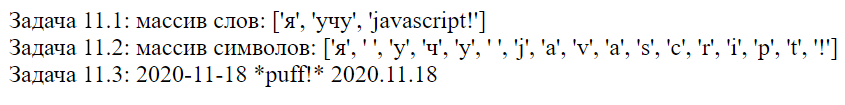 Задача 11.1: массив слов: ['я', 'учу', 'javascript!']
Задача 11.2: массив символов: ['я', ' ', 'у', 'ч', 'у', ' ', 'j', 'a', 'v', 'a', 's', 'c', 'r', 'i', 'p', 't', '!']
Задача 11.3: 2020-11-18 *puff!* 2020.11.18